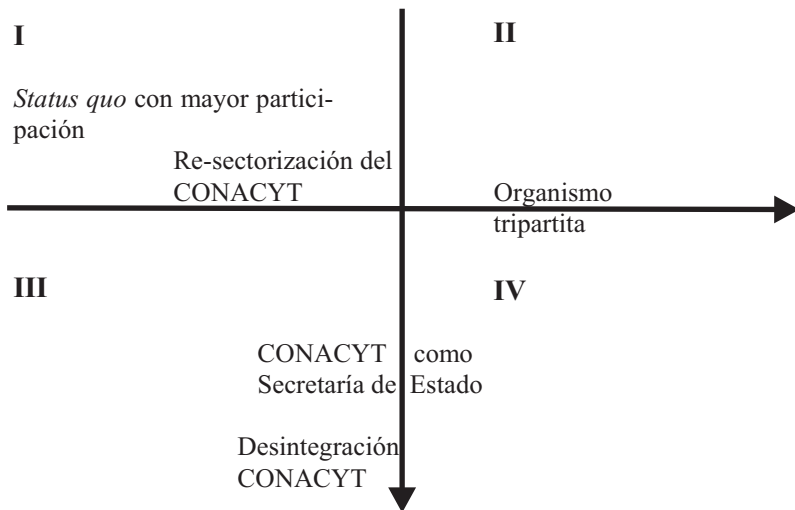 I
II
Status quo con mayor partici-
pación
Re-sectorización del
CONACYT
Organismo
tripartita
III
IV
CONACYT como
Secretaría de Estado
Desintegración
CONACYT